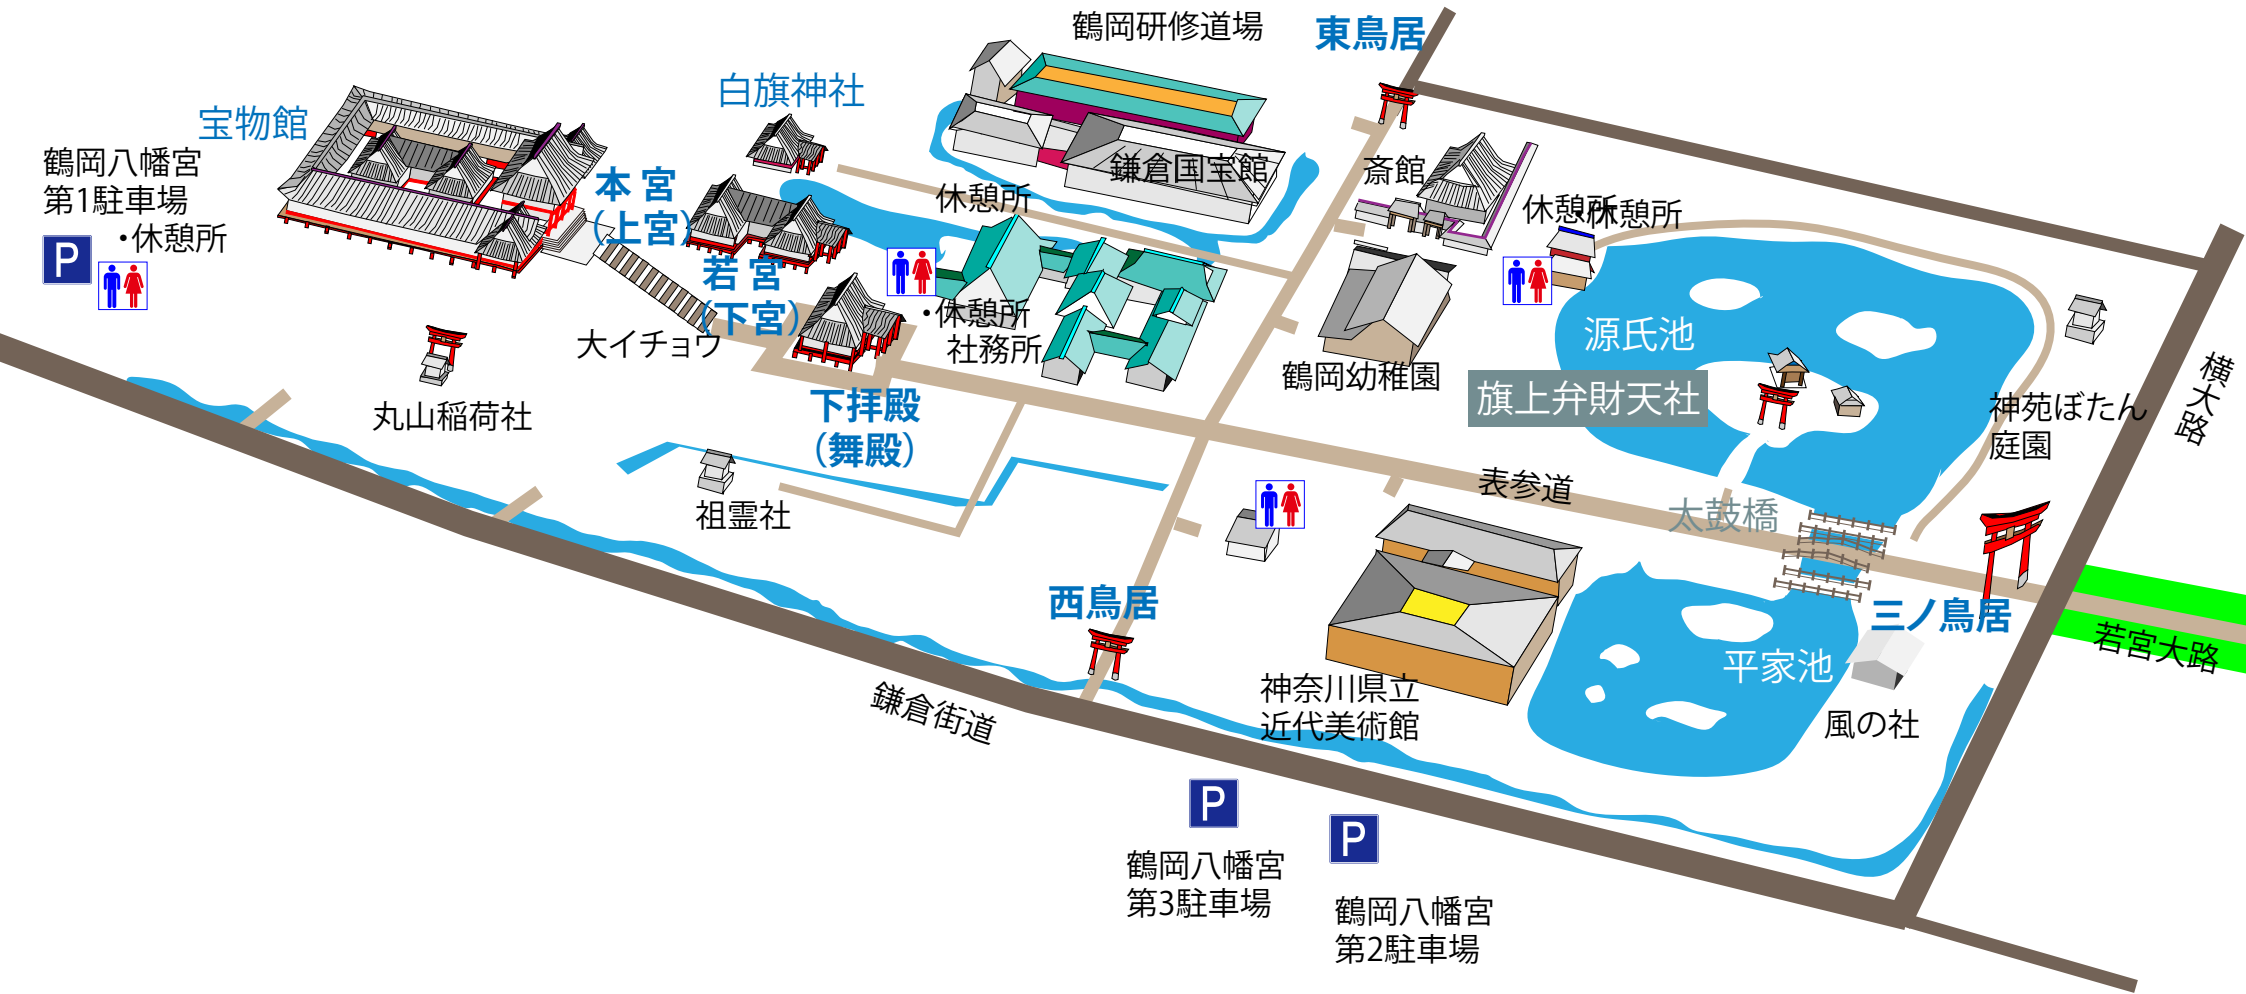 鶴岡研修道場
東鳥居
白旗神社
宝物館
鶴岡八幡宮
第1駐車場
・休憩所
P
本宮
（上宮）
鎌倉国宝館
斎館
休憩所
休憩所
・休憩所
若宮
（下宮）
・休憩所
社務所
大イチョウ
源氏池
横大路
鶴岡幼稚園
旗上弁財天社
神苑ぼたん
庭園
丸山稲荷社
下拝殿
（舞殿）
表参道
祖霊社
太鼓橋
西鳥居
三ノ鳥居
若宮大路
平家池
神奈川県立
近代美術館
鎌倉街道
風の社
P
鶴岡八幡宮
第3駐車場
P
鶴岡八幡宮
第2駐車場